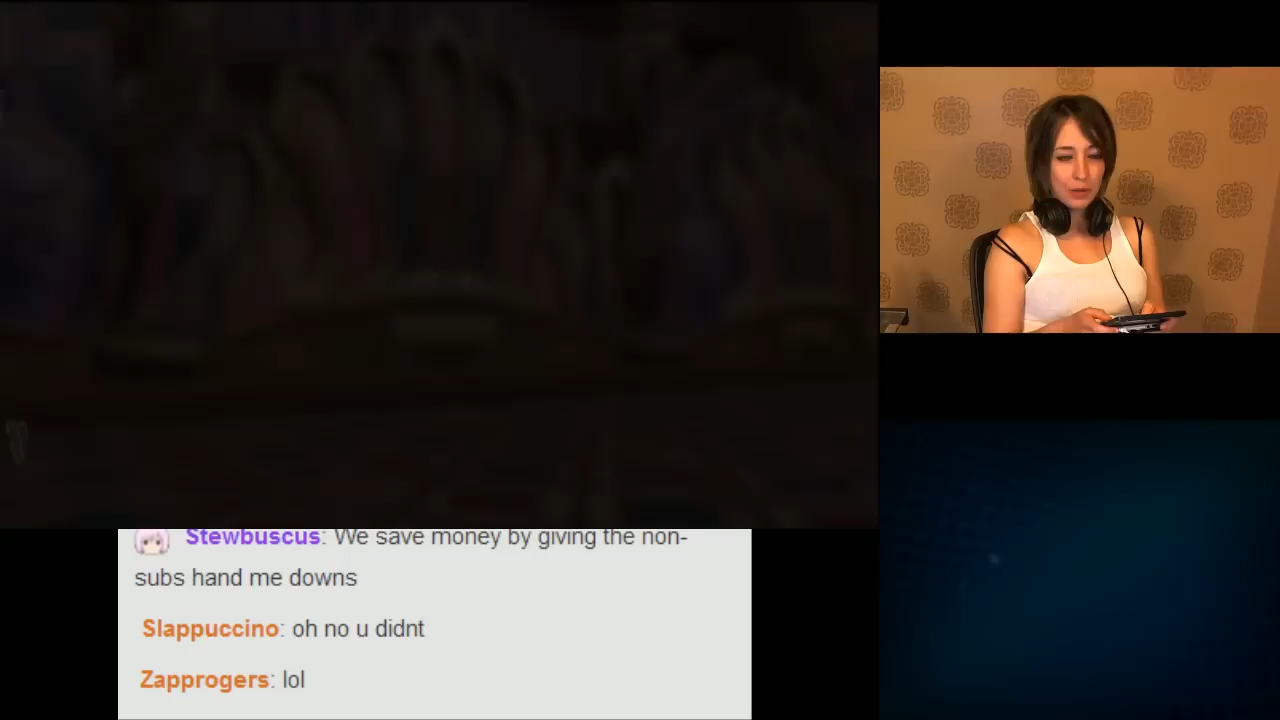 Stewbuscus: We save money by giving the non-
subs hand me downs
Slappuccino: oh no u didnt
Zapprogers: lol